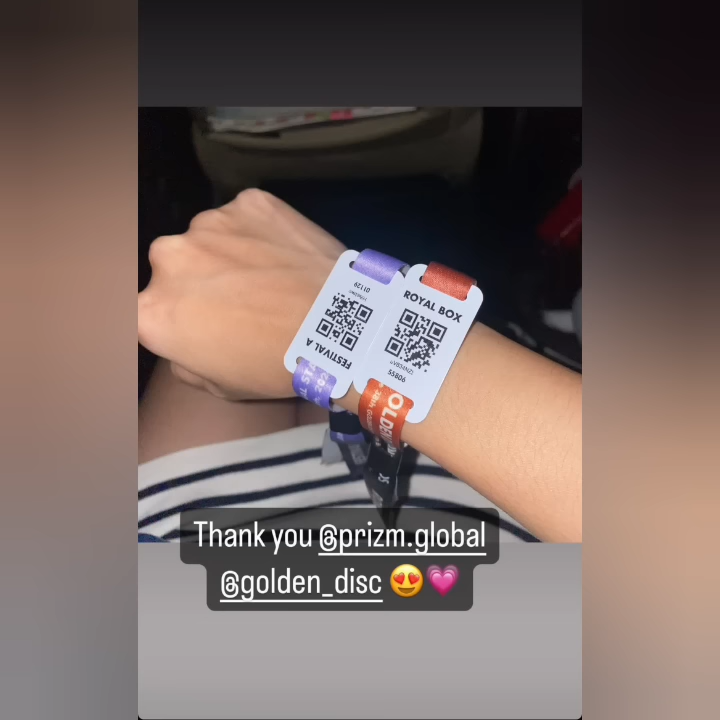 01129
FESTIVAL A
ROYAL BOX
55806
Thank you @prizm.global
@golden_disc 😍💗